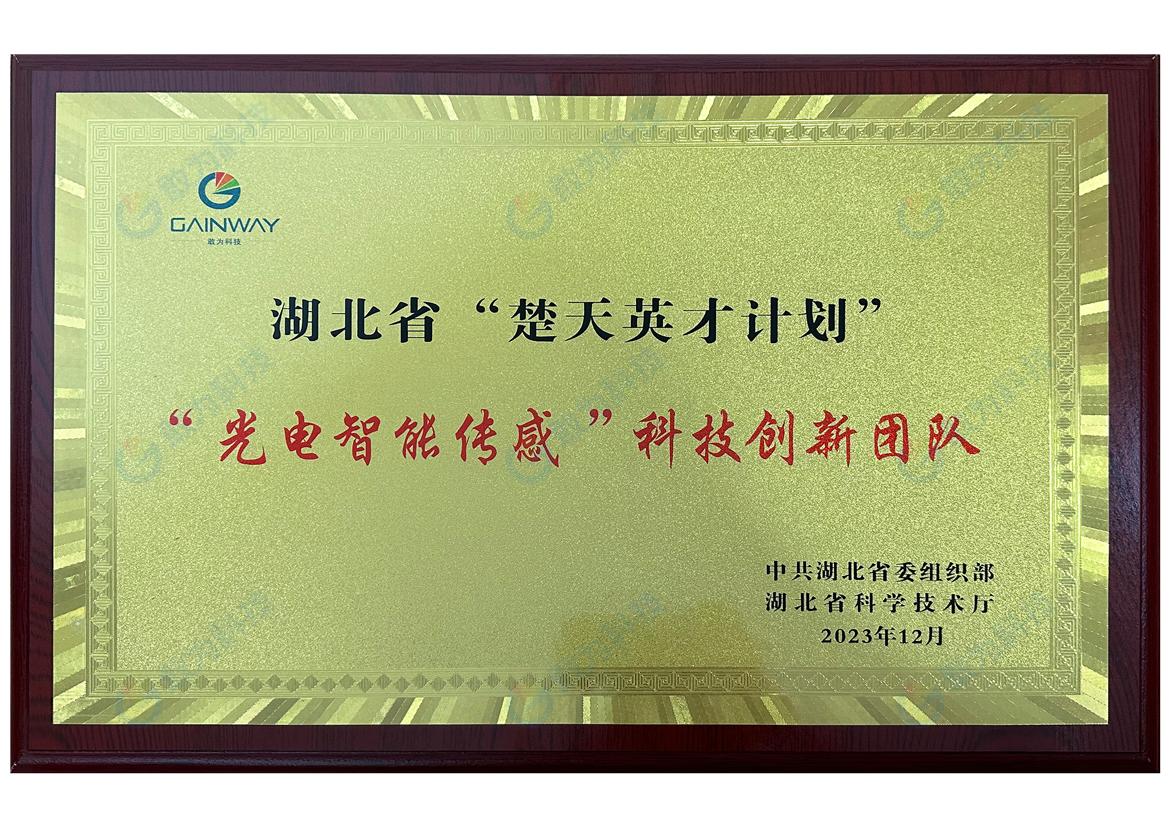 GAINWAY
敢为科技
湖北省“楚天英才计划”
“光电智能传感”科技创新团队
中共湖北省委组织部
湖北省科学技术厅
2023年12月